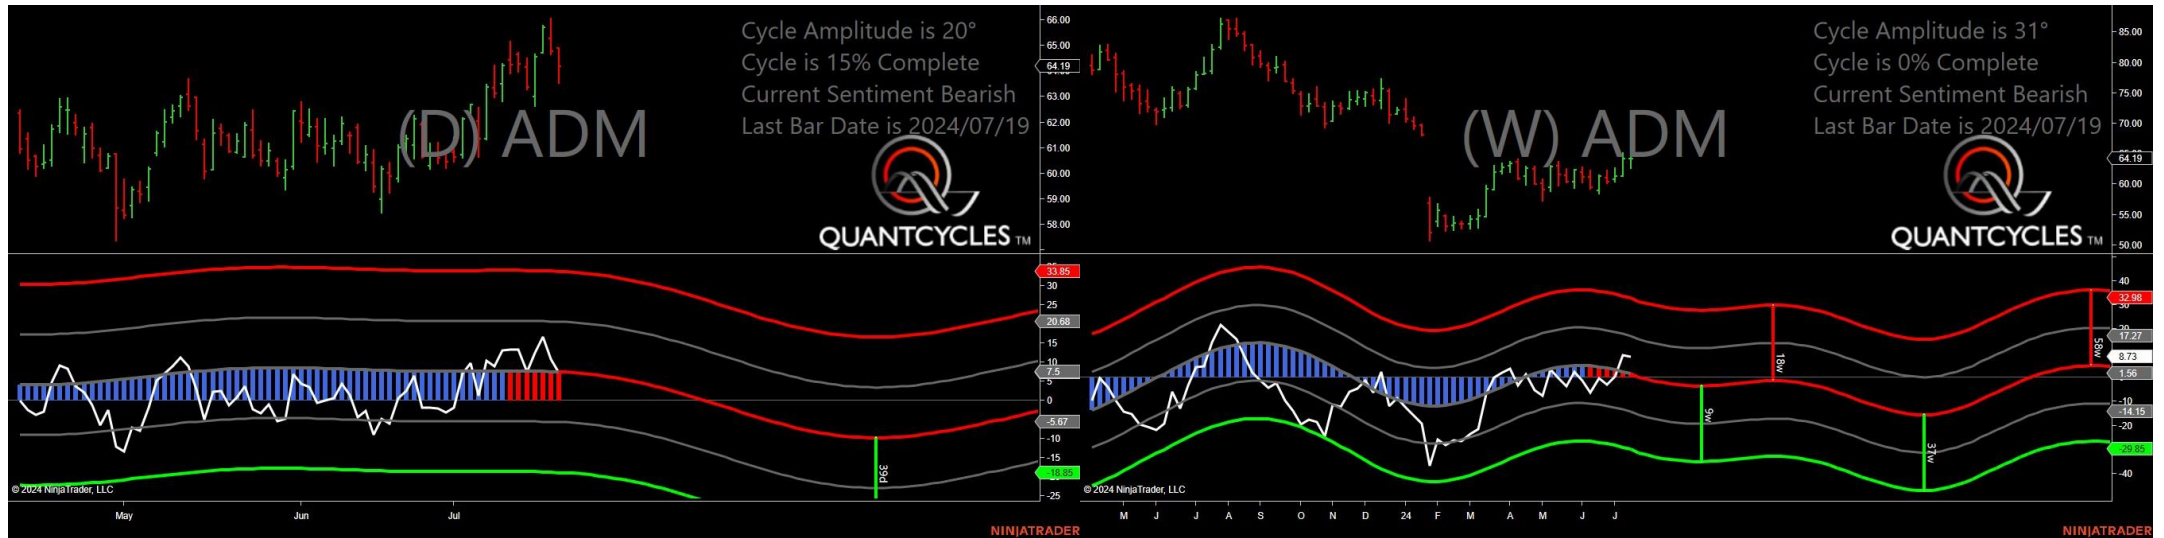 Cycle Amplitude is 20°
Cycle is 15% Complete
Current Sentiment Bearish
Last Bar Date is 2024/07/19
(D) ADM
QUANTCYCLES TM
66.00
65.00
64.19
63.00
62.00
61.00
60.00
59.00
58.00
33.85
30
25
20.68
15
10
7.5
5
0
-5.67
-10
-15
-18.85
-25
39d
© 2024 NinjaTrader, LLC
May
Jun
Jul
NINJATRADER
Cycle Amplitude is 31°
Cycle is 0% Complete
Current Sentiment Bearish
Last Bar Date is 2024/07/19
(W) ADM
QUANTCYCLES TM
85.00
80.00
75.00
70.00
64.19
60.00
55.00
50.00
40
32.98
17.27
8.73
1.56
-10
-14.15
-20
-29.85
-40
9w
18w
37w
58w
© 2024 NinjaTrader, LLC
M
J
J
A
S
O
N
D
24
F
M
A
M
J
J
NINJATRADER